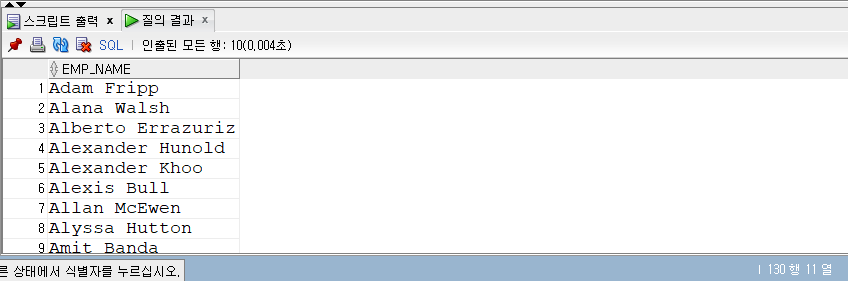 스크립트 출력 x 질의 결과 x
SQL | 인출된 모든 행: 10(0,004초)
EMP_NAME
1 Adam Fripp
2 Alana Walsh
3 Alberto Errazuriz
4 Alexander Hunold
5 Alexander Khoo
6 Alexis Bull
7 Allan McEwen
8 Alyssa Hutton
9 Amit Banda
른 상태에서 식별자를 누르십시오.
130 행 11 열